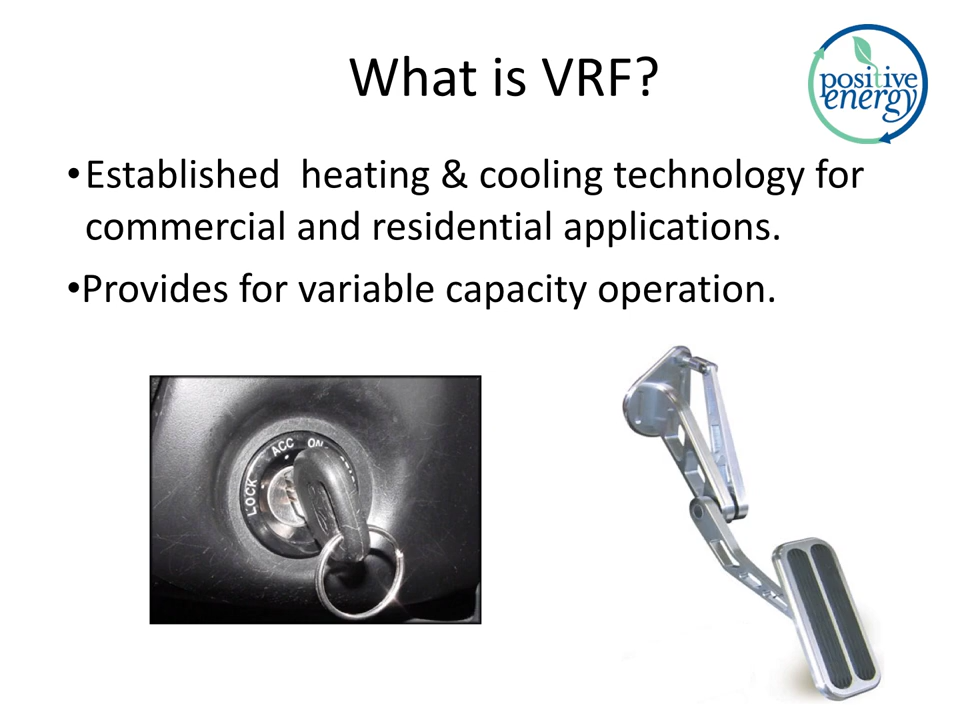 What is VRF?
positive
energy
•Established  heating & cooling technology for
commercial and residential applications.
•Provides for variable capacity operation.
LOCK
ACC
ON